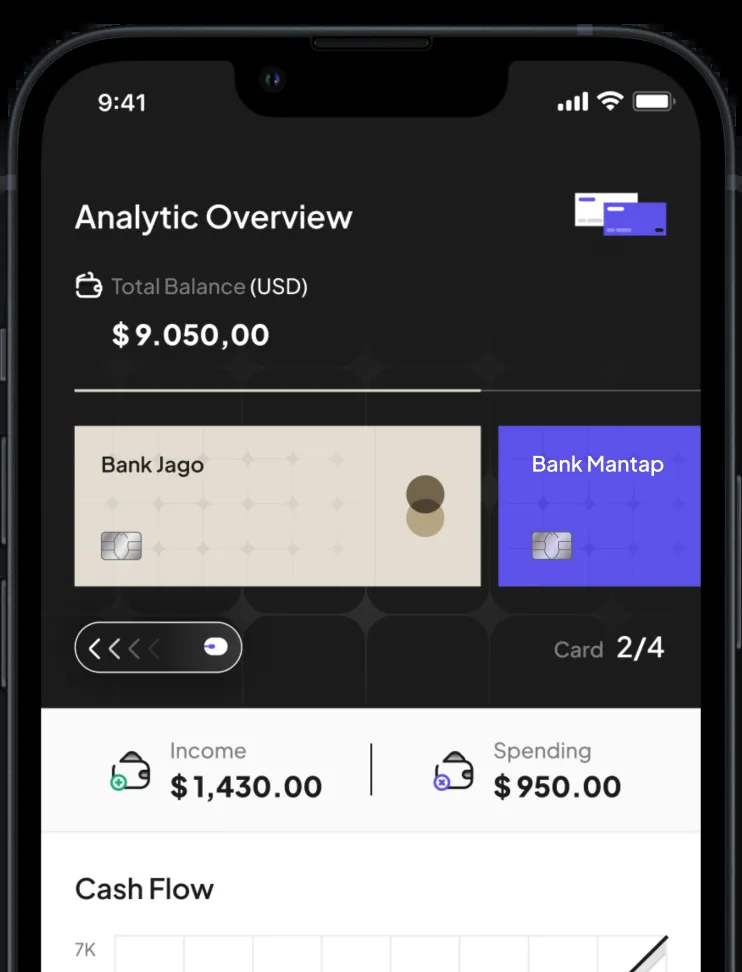 9:41
Analytic Overview
Total Balance (USD)
$9.050,00
Bank Jago
Bank Mantap
Card 2/4
Income
$1,430.00
Spending
$950.00
Cash Flow
7K